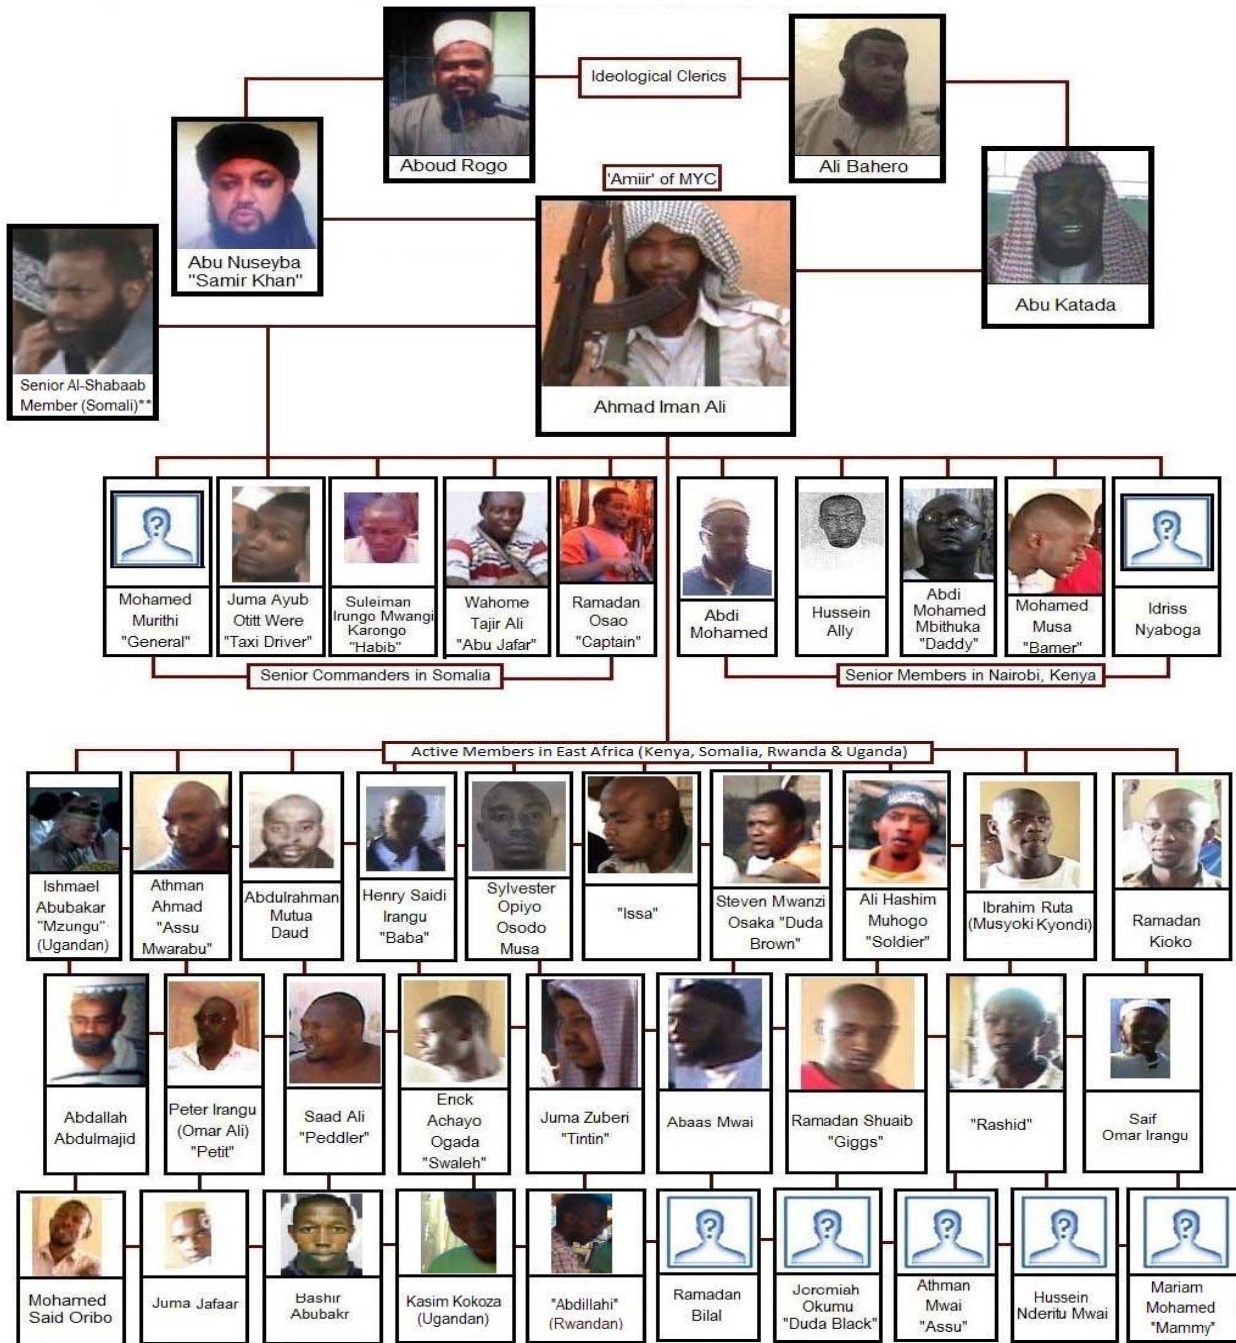 Ideological Clerics
Aboud Rogo
Ali Bahero
'Amiir' of MYC
Abu Nuseyba
"Samir Khan"
Abu Katada
Senior Al-Shabaab
Member (Somali)**
Ahmad Iman Ali
Mohamed
Murithi
"General"
Juma Ayub
Otitt Were
"Taxi Driver"
Suleiman
Irungo Mwangi
Karongo
"Habib"
Wahome
Tajir Ali
"Abu Jafar"
Ramadan
Osao
"Captain"
Abdi
Mohamed
Hussein
Ally
Abdi
Mohamed
Mbithuka
"Daddy"
Mohamed
Musa
"Bamer"
Idriss
Nyaboga
Senior Commanders in Somalia
Senior Members in Nairobi, Kenya
Active Members in East Africa (Kenya, Somalia, Rwanda & Uganda)
Ishmael
Abubakar
"Mzungu"
(Ugandan)
Athman
Ahmad
"Assu
Mwarabu"
Abdulrahman
Mutua
Daud
Henry Saidi
Irangu
"Baba"
Sylvester
Opiyo
Osodo
Musa
"Issa"
Steven Mwanzi
Osaka "Duda
Brown"
Ali Hashim
Muhogo
"Soldier"
Ibrahim Ruta
(Musyoki Kyondi)
Ramadan
Kioko
Abdallah
Abdulmajid
Peter Irangu
(Omar Ali)
"Petit"
Saad Ali
"Peddler"
Erick
Achayo
Ogada
"Swaleh"
Juma Zuberi
"Tintin"
Abaas Mwai
Ramadan Shuaib
"Giggs"
"Rashid"
Saif
Omar Irangu
Mohamed
Said Oribo
Juma Jafaar
Bashir
Abubakr
Kasim Kokoza
(Ugandan)
"Abdillahi"
(Rwandan)
Ramadan
Bilal
Joromiah
Okumu
"Duda Black"
Athman
Mwai
"Assu"
Hussein
Nderitu Mwai
Mariam
Mohamed
"Mammy"